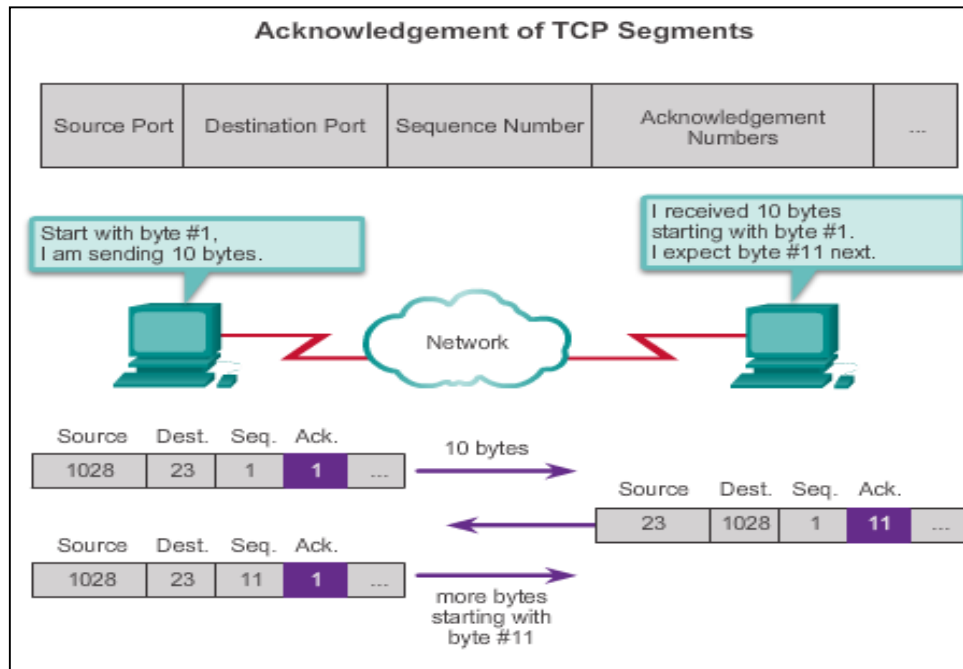 Acknowledgement of TCP Segments
Source Port Destination Port Sequence Number Acknowledgement Numbers ...
Start with byte #1,
I am sending 10 bytes.
I received 10 bytes
starting with byte #1.
I expect byte #11 next.
Network
Source Dest. Seq. Ack.
1028 23 1 1 ...
10 bytes
Source Dest. Seq. Ack.
23 1028 1 11 ...
Source Dest. Seq. Ack.
1028 23 11 1 ...
more bytes
starting with
byte #11